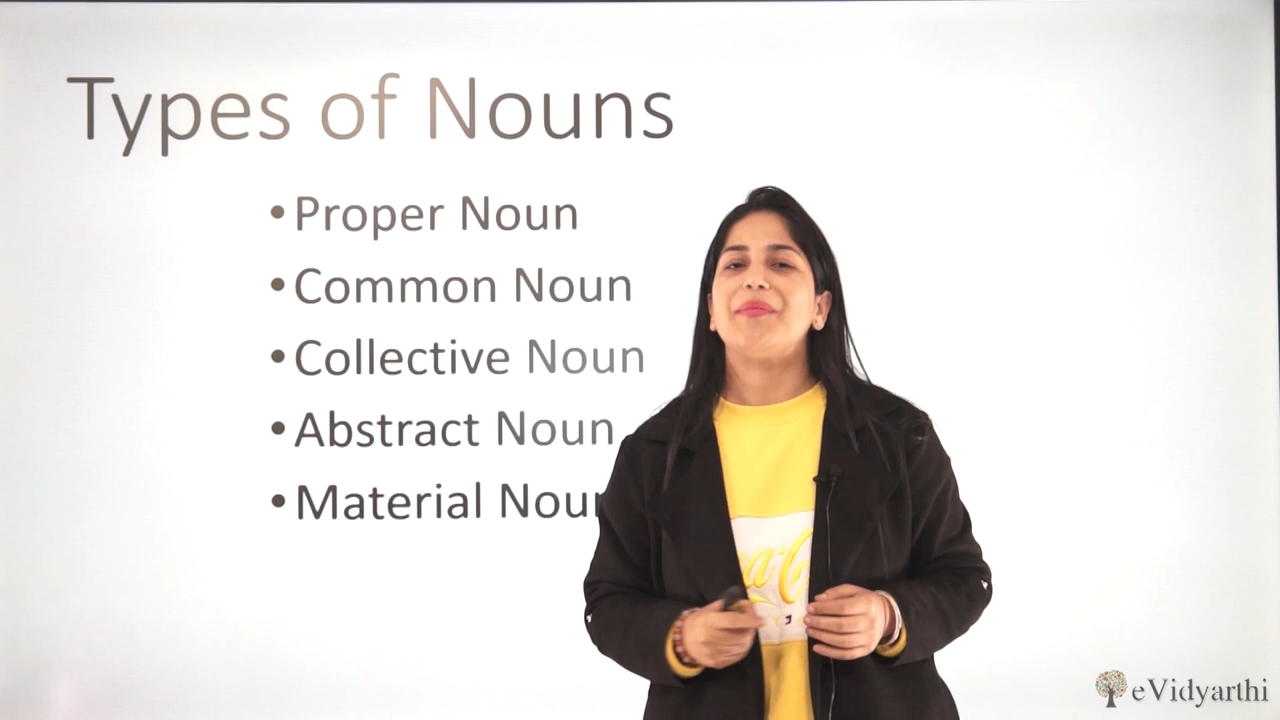 Types of Nouns
• Proper Noun
• Common Noun
• Collective Noun
• Abstract Noun
• Material
eVidyarthi